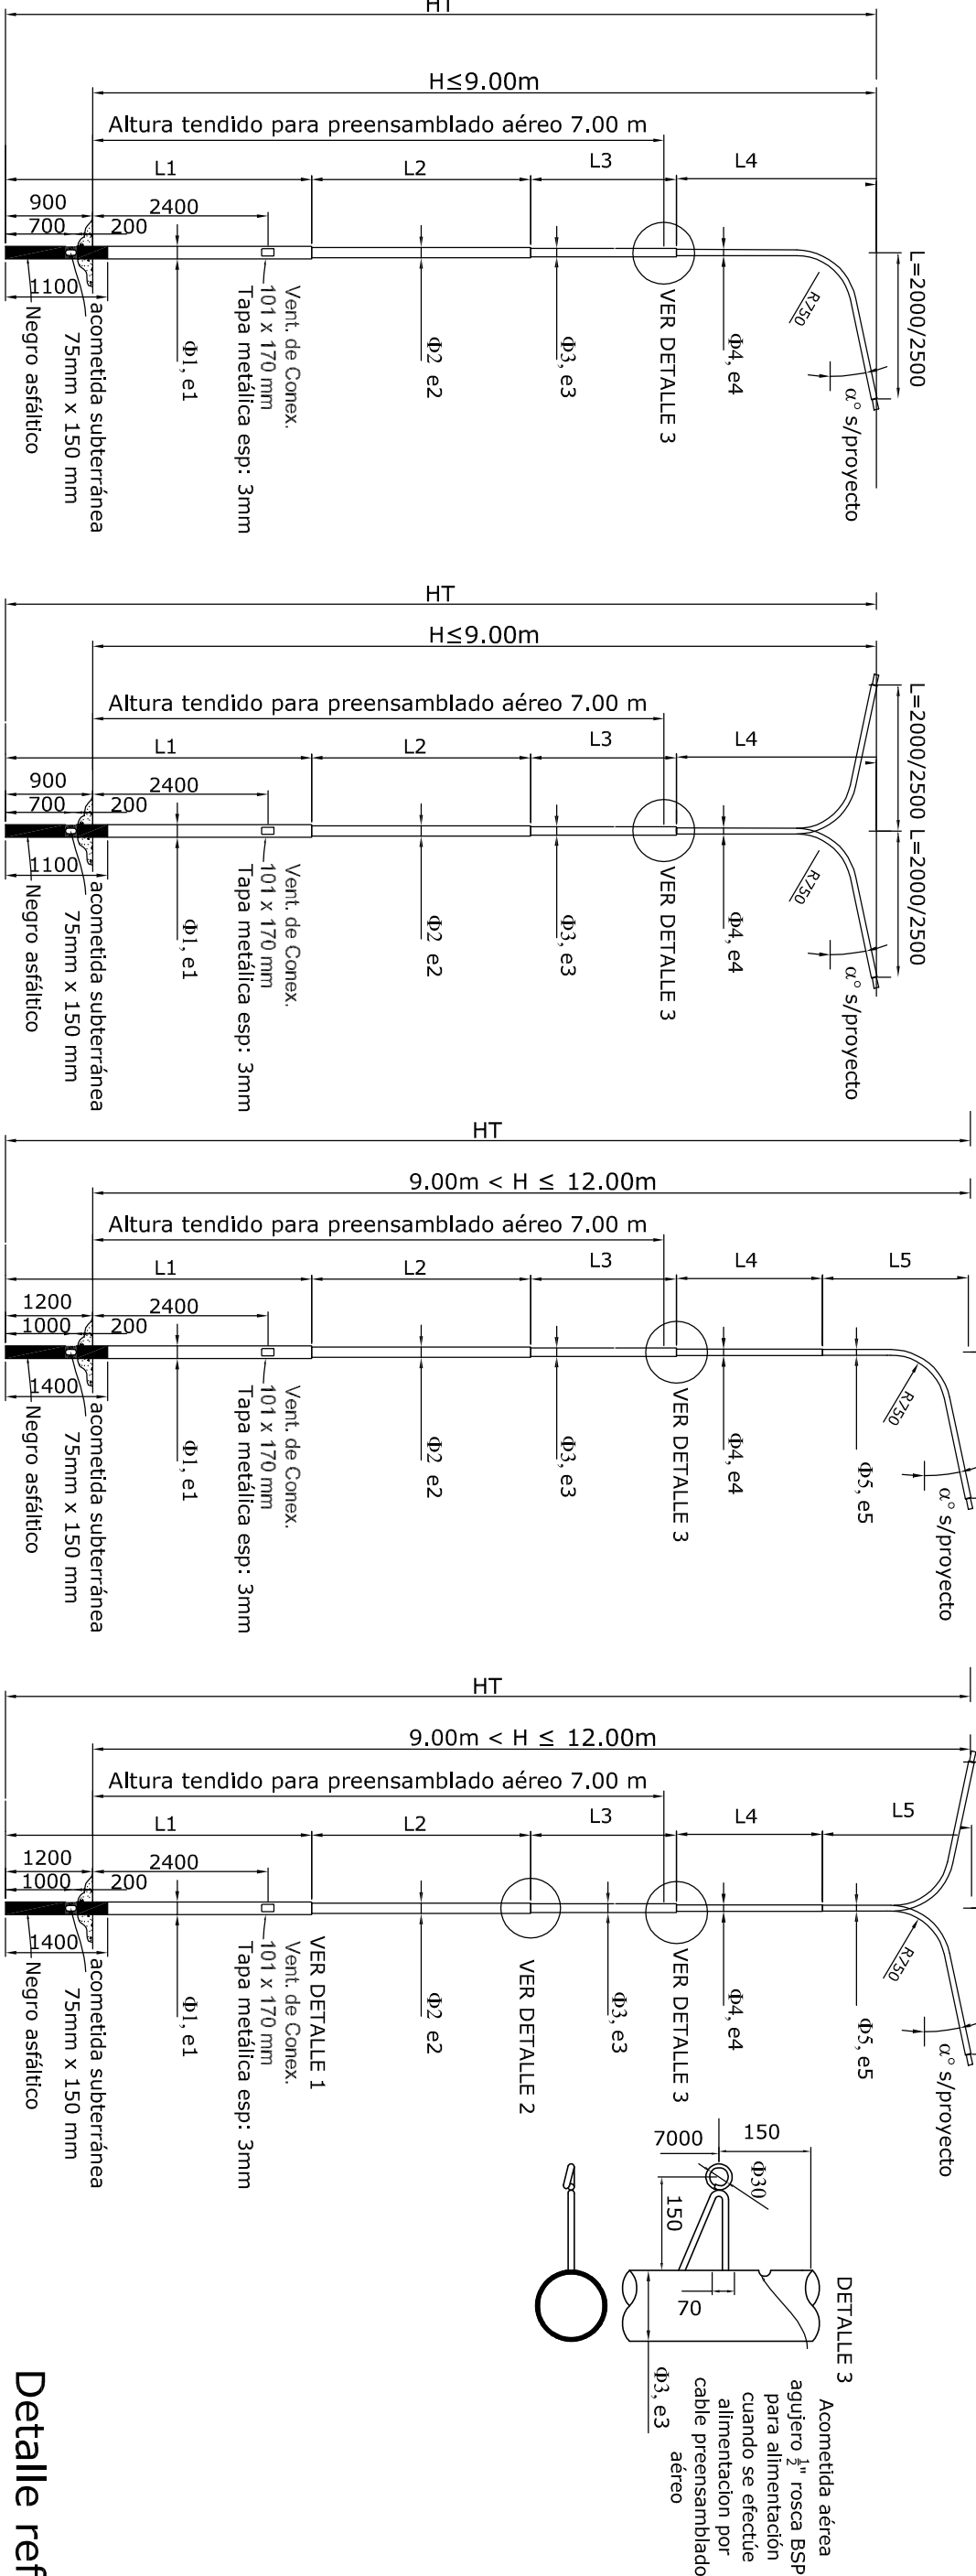 HT
H≤9.00m
Altura tendido para preensamblado aéreo 7.00 m
L1
L2
L3
L4
900
2400
700
200
1100
L=2000/2500
R750
α° s/proyecto
Φ4, e4
VER DETALLE 3
Φ3, e3
Φ2 e2
Vent. de Conex.
101 x 170 mm
Tapa metálica esp: 3mm
Φ1, e1
acometida subterránea
75mm x 150 mm
Negro asfáltico
HT
H≤9.00m
Altura tendido para preensamblado aéreo 7.00 m
L1
L2
L3
L4
900
2400
700
200
1100
L=2000/2500 L=2000/2500
R750
α° s/proyecto
Φ4, e4
VER DETALLE 3
Φ3, e3
Φ2 e2
Vent. de Conex.
101 x 170 mm
Tapa metálica esp: 3mm
Φ1, e1
acometida subterránea
75mm x 150 mm
Negro asfáltico
HT
9.00m < H ≤ 12.00m
Altura tendido para preensamblado aéreo 7.00 m
L1
L2
L3
L4
L5
1200
2400
1000
200
1400
R750
α° s/proyecto
Φ5, e5
Φ4, e4
VER DETALLE 3
Φ3, e3
Φ2 e2
Vent. de Conex.
101 x 170 mm
Tapa metálica esp: 3mm
Φ1, e1
acometida subterránea
75mm x 150 mm
Negro asfáltico
HT
9.00m < H ≤ 12.00m
Altura tendido para preensamblado aéreo 7.00 m
L1
L2
L3
L4
L5
1200
2400
1000
200
1400
R750
α° s/proyecto
Φ5, e5
Φ4, e4
VER DETALLE 3
Φ3, e3
VER DETALLE 2
Φ2 e2
VER DETALLE 1
Vent. de Conex.
101 x 170 mm
Tapa metálica esp: 3mm
Φ1, e1
acometida subterránea
75mm x 150 mm
Negro asfáltico
7000
150
Φ30
150
70
DETALLE 3
Φ3, e3
Acometida aérea
agujero ½" rosca BSP
para alimentación
cuando se efectúe
alimentacion por
cable preensamblado
aéreo
Detalle ref